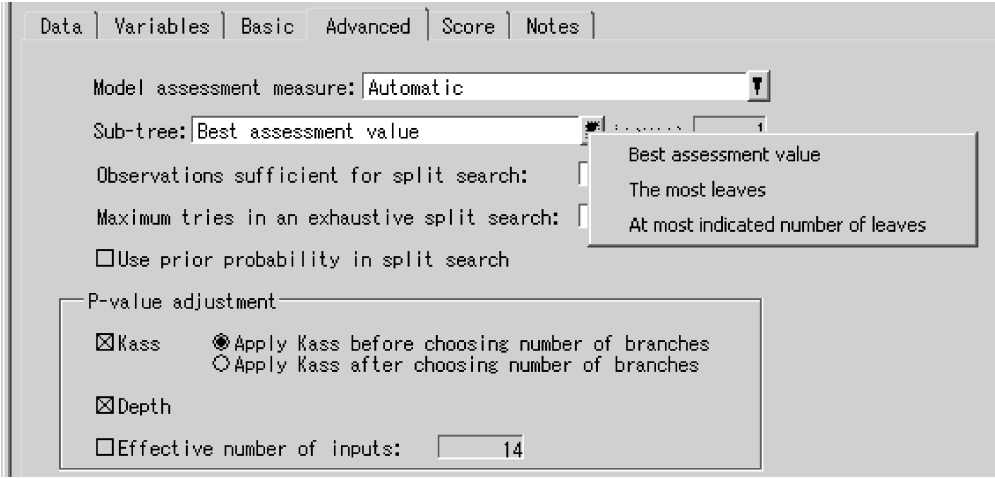 Data Variables Basic Advanced Score Notes
Model assessment measure: Automatic
Sub-tree: Best assessment value 1
Best assessment value
Observations sufficient for split search:
The most leaves
Maximum tries in an exhaustive split search:
At most indicated number of leaves
Use prior probability in split search
P-value adjustment
Kass Apply Kass before choosing number of branches
Apply Kass after choosing number of branches
Depth
Effective number of inputs: 14